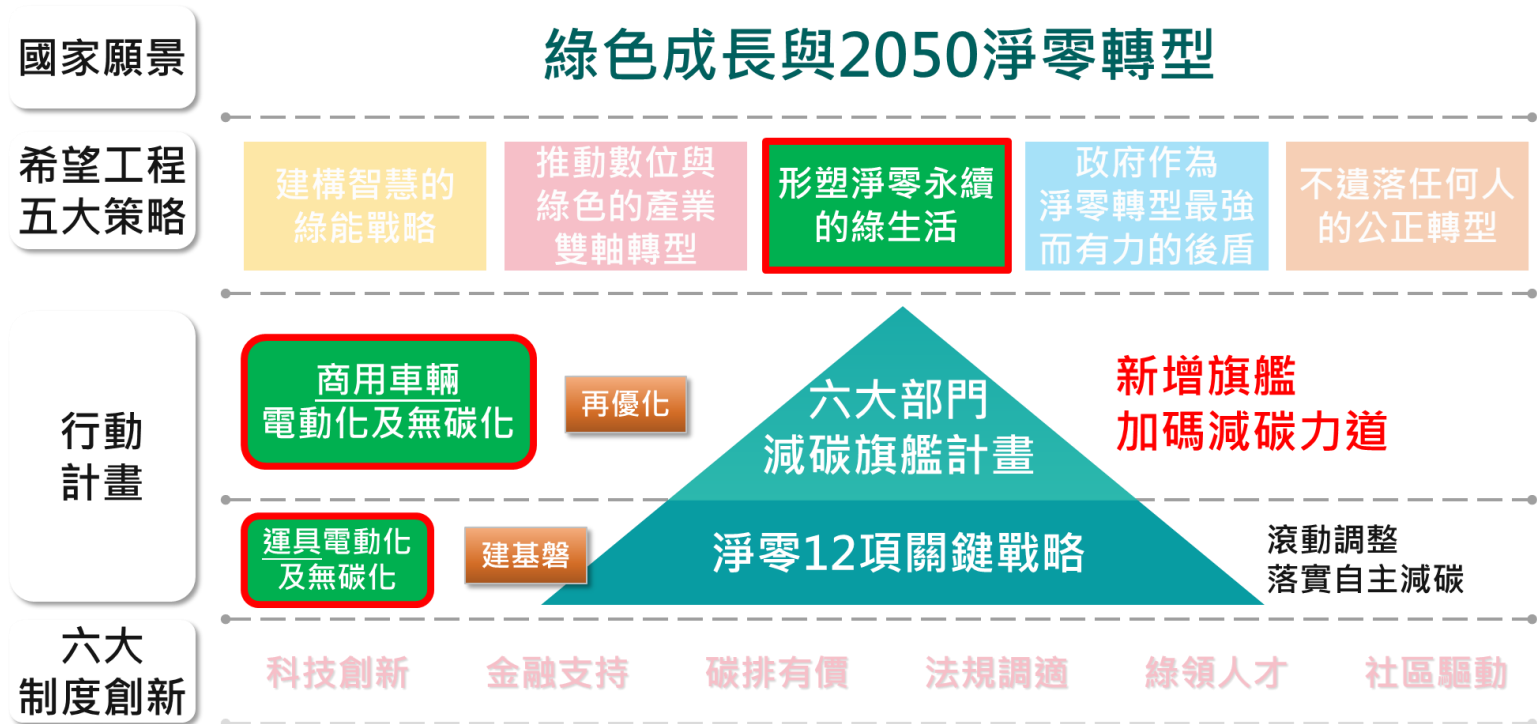 國家願景
綠色成長與2050淨零轉型
希望工程
五大策略
建構智慧的
綠能戰略
推動數位與
綠色的產業
雙軸轉型
形塑淨零永續
的綠生活
政府作為
淨零轉型最強
而有力的後盾
不遺落任何人
的公正轉型
行動
計畫
商用車輛
電動化及無碳化
再優化
六大部門
減碳旗艦計畫
新增旗艦
加碼減碳力道
運具電動化
及無碳化
建基磐
淨零12項關鍵戰略
滾動調整
落實自主減碳
六大
制度創新
科技創新
金融支持
碳排有價
法規調適
綠領人才
社區驅動